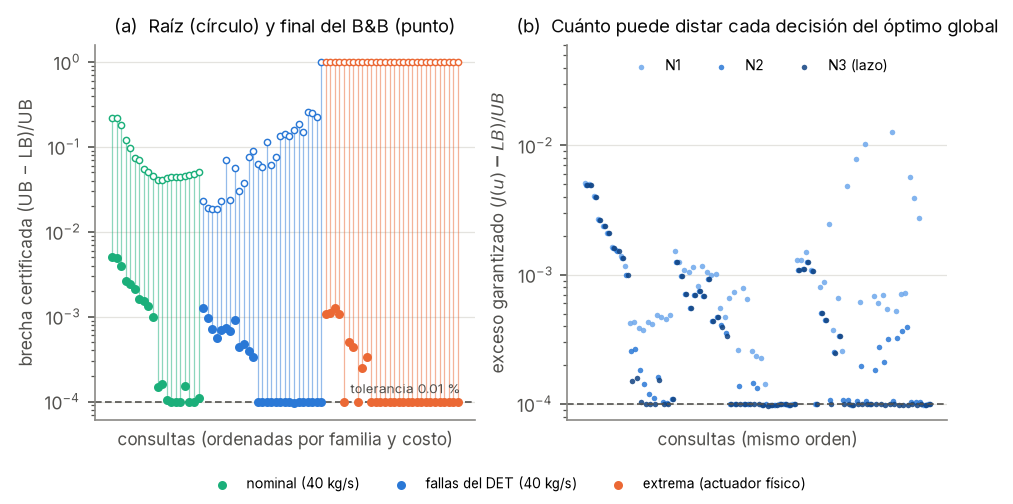 (a)  Raíz (círculo) y final del B&B (punto)
brecha certificada (UB − LB)/UB
10⁰
10⁻¹
10⁻²
10⁻³
10⁻⁴
tolerancia 0.01 %
consultas (ordenadas por familia y costo)
(b)  Cuánto puede distar cada decisión del óptimo global
N1
N2
N3 (lazo)
exceso garantizado (J(u) − LB)/UB
10⁻²
10⁻³
10⁻⁴
consultas (mismo orden)
nominal (40 kg/s)
fallas del DET (40 kg/s)
extrema (actuador físico)